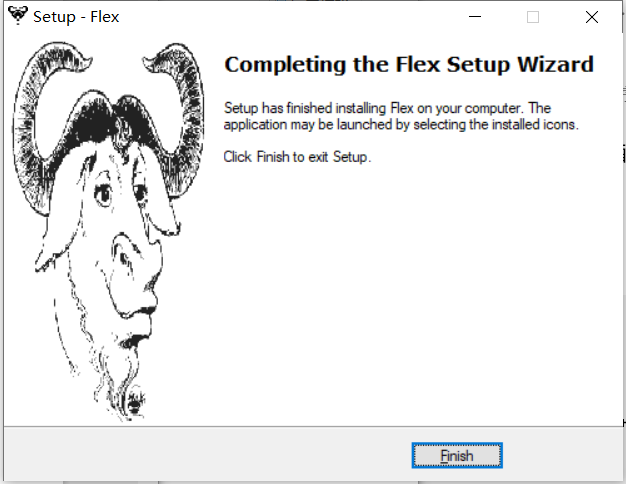 Setup - Flex
Completing the Flex Setup Wizard
Setup has finished installing Flex on your computer. The
application may be launched by selecting the installed icons.
Click Finish to exit Setup.
Finish